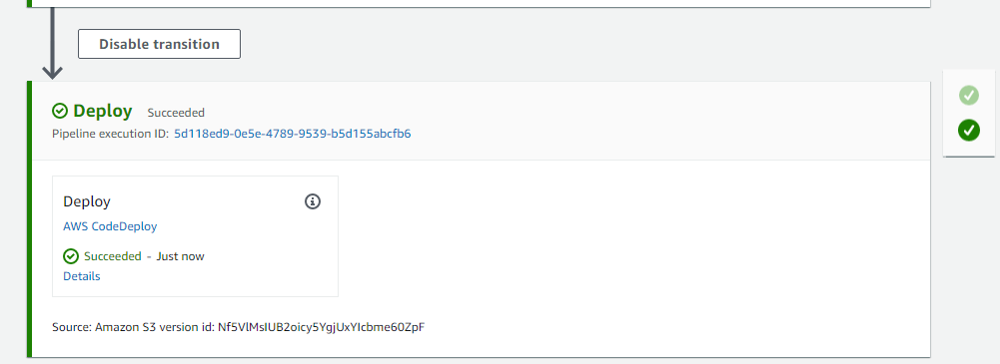 Disable transition
Deploy Succeeded
Pipeline execution ID: 5d118ed9-0e5e-4789-9539-b5d155abcfb6
Deploy
AWS CodeDeploy
Succeeded - Just now
Details
Source: Amazon S3 version id: Nf5VlMsIUB2oicy5YgjUxYIcbme60ZpF